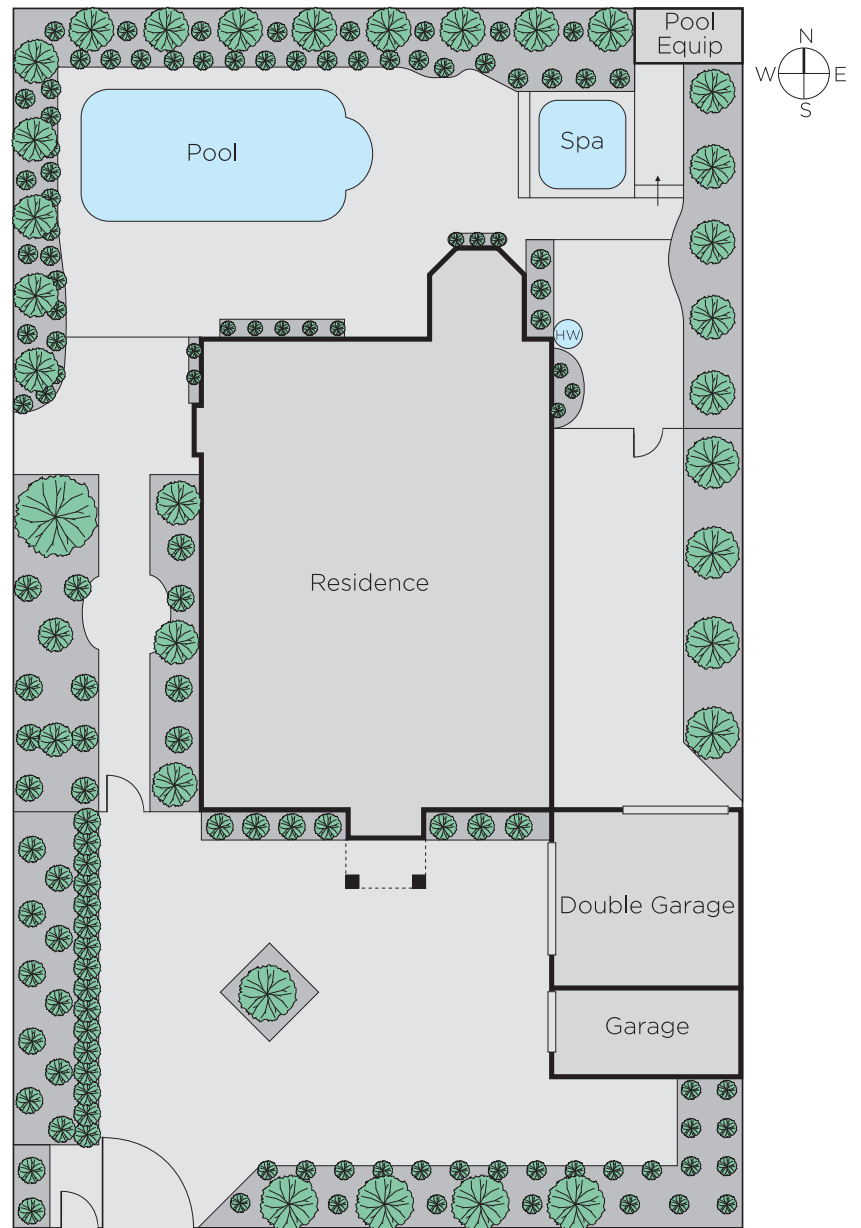 Pool
Equip
N
W E
S
Pool
Spa
HW
Residence
Double Garage
Garage